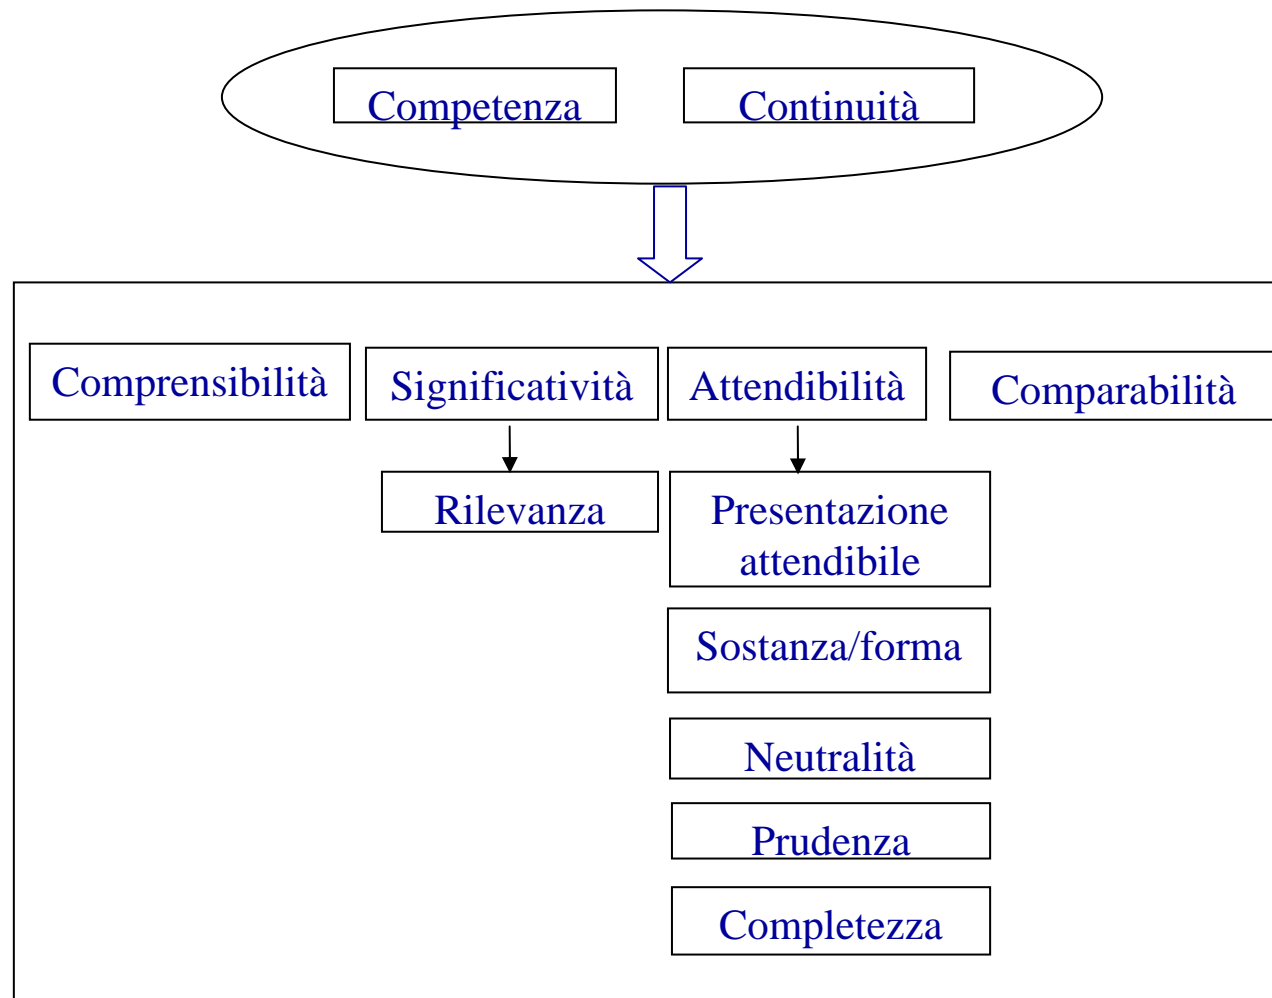 Competenza
Continuità
Comprensibilità
Significatività
Attendibilità
Comparabilità
Rilevanza
Presentazione
attendibile
Sostanza/forma
Neutralità
Prudenza
Completezza